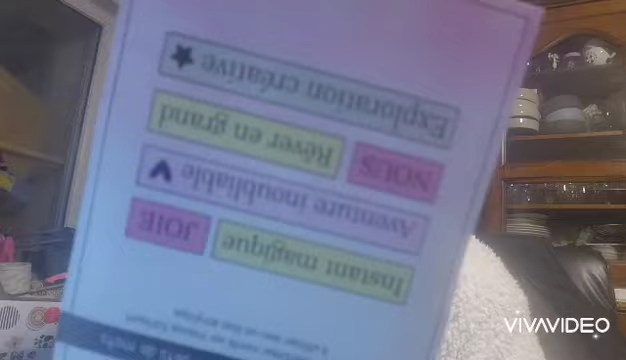 Instant magique
JOIE
Aventure inoubliable
NOUS
Rêver en grand
Exploration créative
VIVAVIDEO